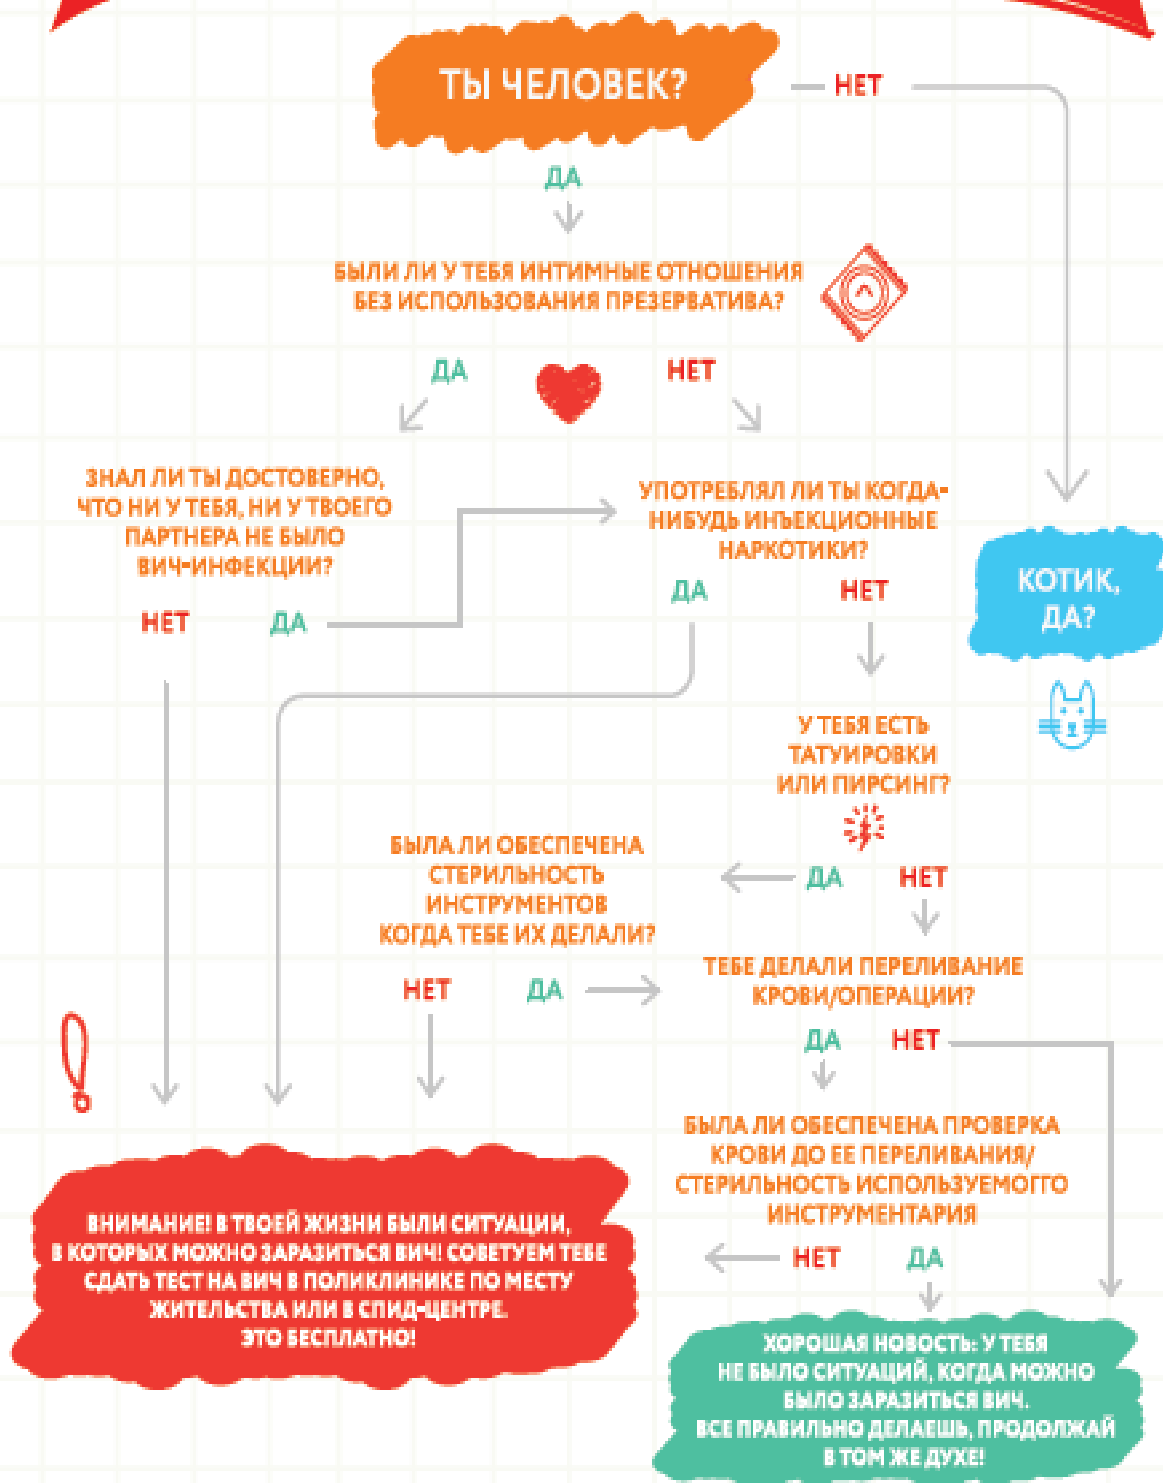 ТЫ ЧЕЛОВЕК?
НЕТ
ДА
БЫЛИ ЛИ У ТЕБЯ ИНТИМНЫЕ ОТНОШЕНИЯ
БЕЗ ИСПОЛЬЗОВАНИЯ ПРЕЗЕРВАТИВА?
ДА
НЕТ
ЗНАЛ ЛИ ТЫ ДОСТОВЕРНО,
ЧТО НИ У ТЕБЯ, НИ У ТВОЕГО
ПАРТНЕРА НЕ БЫЛО
ВИЧ-ИНФЕКЦИИ?
НЕТ
ДА
УПОТРЕБЛЯЛ ЛИ ТЫ КОГДА-
НИБУДЬ ИНЪЕКЦИОННЫЕ
НАРКОТИКИ?
ДА
НЕТ
КОТИК,
ДА?
У ТЕБЯ ЕСТЬ
ТАТУИРОВКИ
ИЛИ ПИРСИНГ?
ДА
НЕТ
БЫЛА ЛИ ОБЕСПЕЧЕНА
СТЕРИЛЬНОСТЬ
ИНСТРУМЕНТОВ
КОГДА ТЕБЕ ИХ ДЕЛАЛИ?
НЕТ
ДА
ТЕБЕ ДЕЛАЛИ ПЕРЕЛИВАНИЕ
КРОВИ/ОПЕРАЦИИ?
ДА
НЕТ
БЫЛА ЛИ ОБЕСПЕЧЕНА ПРОВЕРКА
КРОВИ ДО ЕЕ ПЕРЕЛИВАНИЯ/
СТЕРИЛЬНОСТЬ ИСПОЛЬЗУЕМОГГО
ИНСТРУМЕНТАРИЯ
НЕТ
ДА
ВНИМАНИЕ! В ТВОЕЙ ЖИЗНИ БЫЛИ СИТУАЦИИ,
В КОТОРЫХ МОЖНО ЗАРАЗИТЬСЯ ВИЧ! СОВЕТУЕМ ТЕБЕ
СДАТЬ ТЕСТ НА ВИЧ В ПОЛИКЛИНИКЕ ПО МЕСТУ
ЖИТЕЛЬСТВА ИЛИ В СПИД-ЦЕНТРЕ.
ЭТО БЕСПЛАТНО!
ХОРОШАЯ НОВОСТЬ: У ТЕБЯ
НЕ БЫЛО СИТУАЦИЙ, КОГДА МОЖНО
БЫЛО ЗАРАЗИТЬСЯ ВИЧ.
ВСЕ ПРАВИЛЬНО ДЕЛАЕШЬ, ПРОДОЛЖАЙ
В ТОМ ЖЕ ДУХЕ!